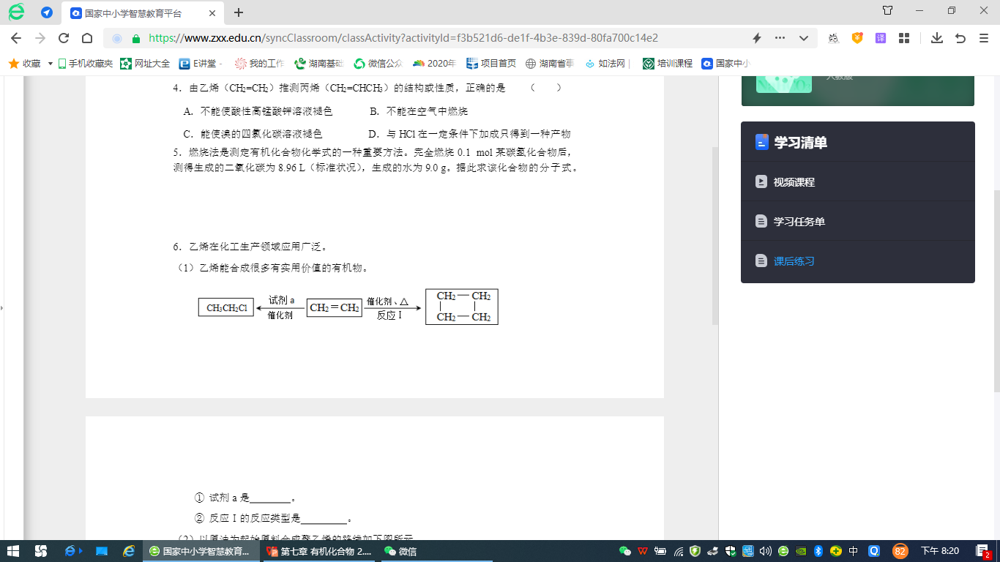 国家中小学智慧教育平台
https://www.zxx.edu.cn/syncClassroom/classActivity?activityId=f3b521d6-de1f-4b3e-839d-80fa700c14e2
译
收藏 手机收藏夹 网址大全 E讲堂 - 我的工作 湖南基础 微信公众 2020年 项目首页 湖南省事 如法网 | 培训课程 国家中小
4．由乙烯（CH₂=CH₂）推测丙烯（CH₂=CHCH₃）的结构或性质，正确的是 （ ）
A．不能使酸性高锰酸钾溶液褪色 B．不能在空气中燃烧
C．能使溴的四氯化碳溶液褪色 D．与 HCl 在一定条件下加成只得到一种产物
5．燃烧法是测定有机化合物化学式的一种重要方法。完全燃烧 0.1 mol 某碳氢化合物后，
测得生成的二氧化碳为 8.96 L（标准状况），生成的水为 9.0 g。据此求该化合物的分子式。
6．乙烯在化工生产领域应用广泛。
（1）乙烯能合成很多有实用价值的有机物。
CH₃CH₂Cl 试剂 a 催化剂 CH₂＝CH₂ 催化剂、△ 反应Ⅰ CH₂—CH₂
CH₂—CH₂
① 试剂 a 是________。
② 反应Ⅰ的反应类型是_________。
（2）以原油为起始原料合成聚乙烯的路线如下图所示
人教版
学习清单
视频课程
学习任务单
课后练习
国家中小学智慧教育... 第七章 有机化合物 2.... 微信
中
82
下午 8:20
2